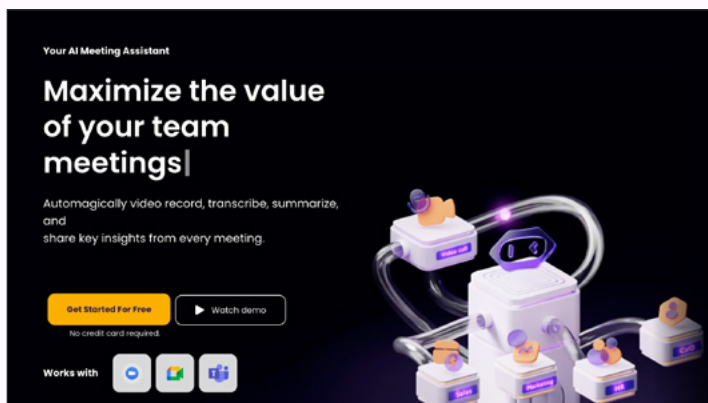 Your AI Meeting Assistant
Maximize the value
of your team
meetings
Automagically video record, transcribe, summarize,
and
share key insights from every meeting.
Get Started For Free
Watch demo
No credit card required.
Works with
Video call
Sales
Marketing
HR
CxO